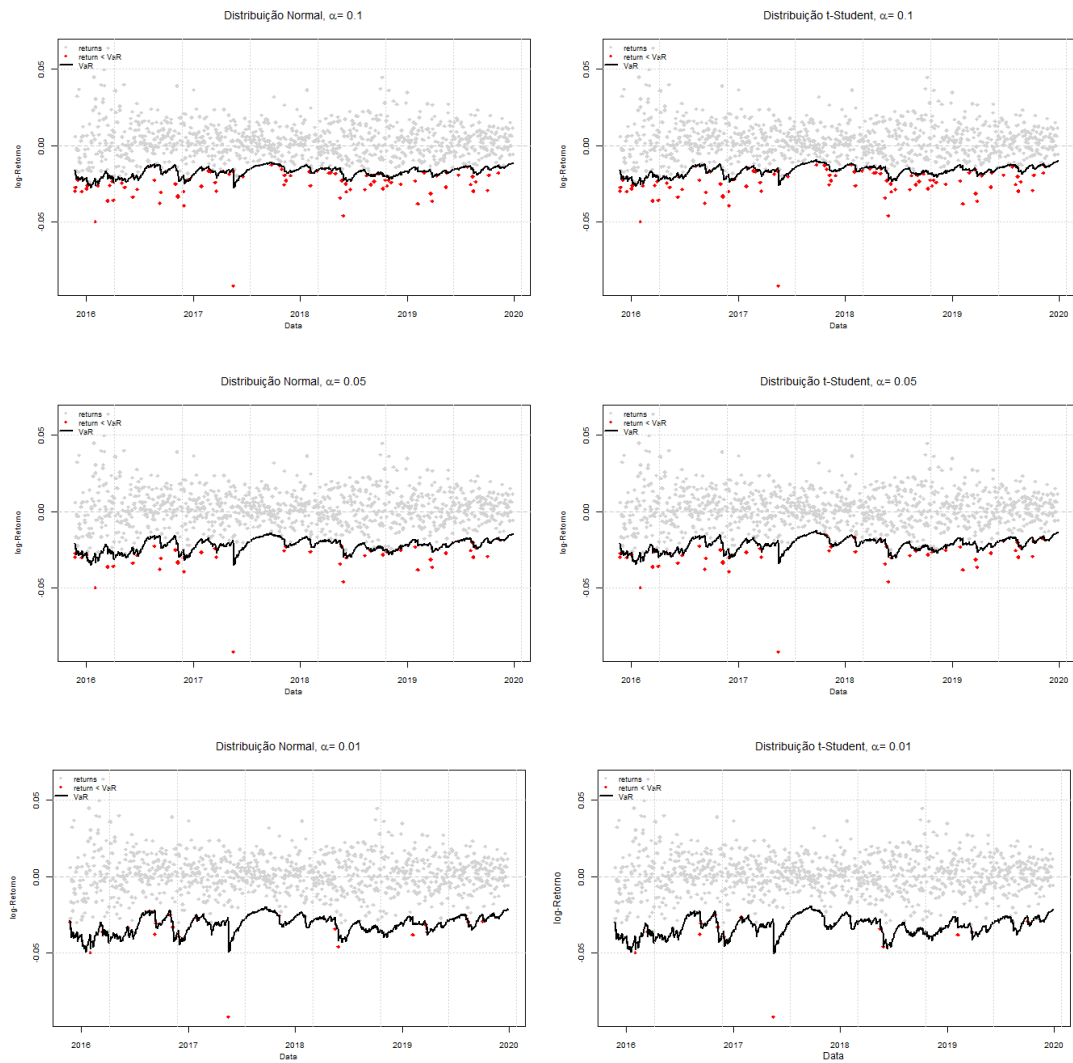 Distribuição Normal, α= 0.1
returns
return < VaR
VaR
log-Retorno
0.05
0.00
-0.05
2016 2017 2018 2019 2020
Data
Distribuição t-Student, α= 0.1
returns
return < VaR
VaR
log-Retorno
0.05
0.00
-0.05
2016 2017 2018 2019 2020
Data
Distribuição Normal, α= 0.05
returns
return < VaR
VaR
log-Retorno
0.05
0.00
-0.05
2016 2017 2018 2019 2020
Data
Distribuição t-Student, α= 0.05
returns
return < VaR
VaR
log-Retorno
0.05
0.00
-0.05
2016 2017 2018 2019 2020
Data
Distribuição Normal, α= 0.01
returns
return < VaR
VaR
log-Retorno
0.05
0.00
-0.05
2016 2017 2018 2019 2020
Data
Distribuição t-Student, α= 0.01
returns
return < VaR
VaR
log-Retorno
0.05
0.00
-0.05
2016 2017 2018 2019 2020
Data